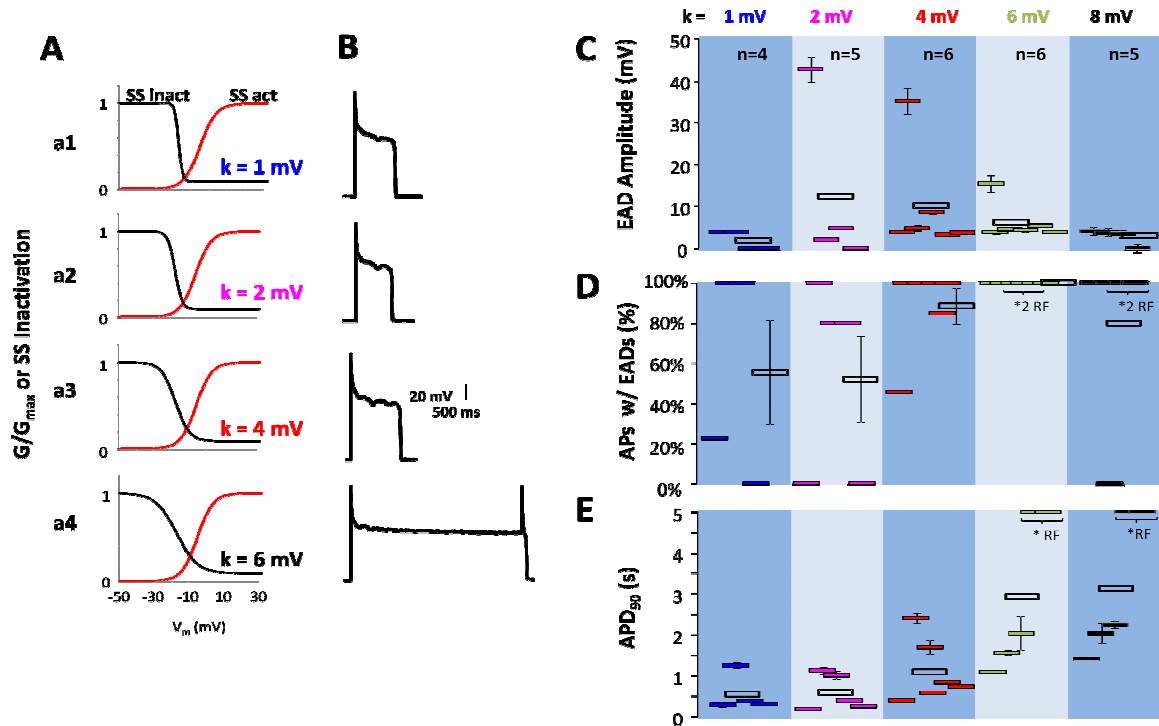 k = 1 mV 2 mV 4 mV 6 mV 8 mV
A
B
C
G/Gmax or SS Inactivation
SS inact
SS act
1
a1
k = 1 mV
0
1
a2
k = 2 mV
0
1
a3
k = 4 mV
0
1
a4
k = 6 mV
0
-50 -30 -10 10 30
Vm (mV)
20 mV
500 ms
EAD Amplitude (mV)
50
40
30
20
10
0
n=4
n=5
n=6
n=6
n=5
D
APs w/ EADs (%)
100%
80%
60%
40%
20%
0%
*2 RF
*2 RF
E
APD90 (s)
5
4
3
2
1
0
* RF
*RF